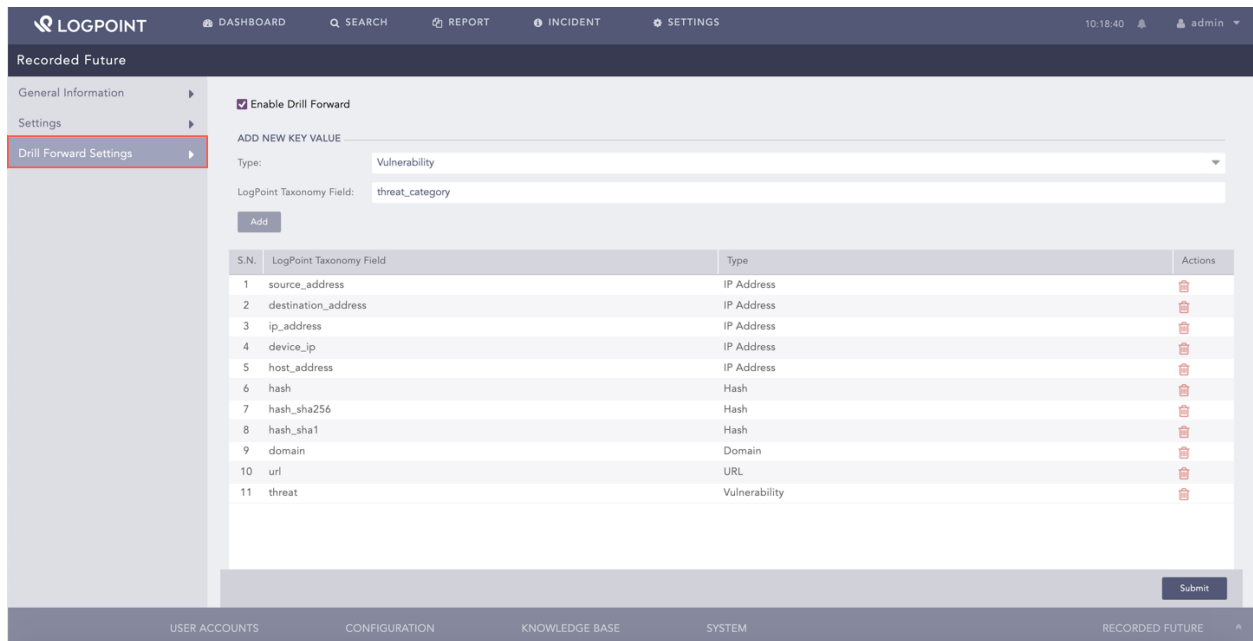 LOGPOINT DASHBOARD SEARCH REPORT INCIDENT SETTINGS 10:18:40 admin
Recorded Future
General Information
Settings
Drill Forward Settings
Enable Drill Forward
ADD NEW KEY VALUE
Type: Vulnerability
LogPoint Taxonomy Field: threat_category
Add
S.N. LogPoint Taxonomy Field Type Actions
1 source_address IP Address
2 destination_address IP Address
3 ip_address IP Address
4 device_ip IP Address
5 host_address IP Address
6 hash Hash
7 hash_sha256 Hash
8 hash_sha1 Hash
9 domain Domain
10 url URL
11 threat Vulnerability
Submit
USER ACCOUNTS CONFIGURATION KNOWLEDGE BASE SYSTEM RECORDED FUTURE